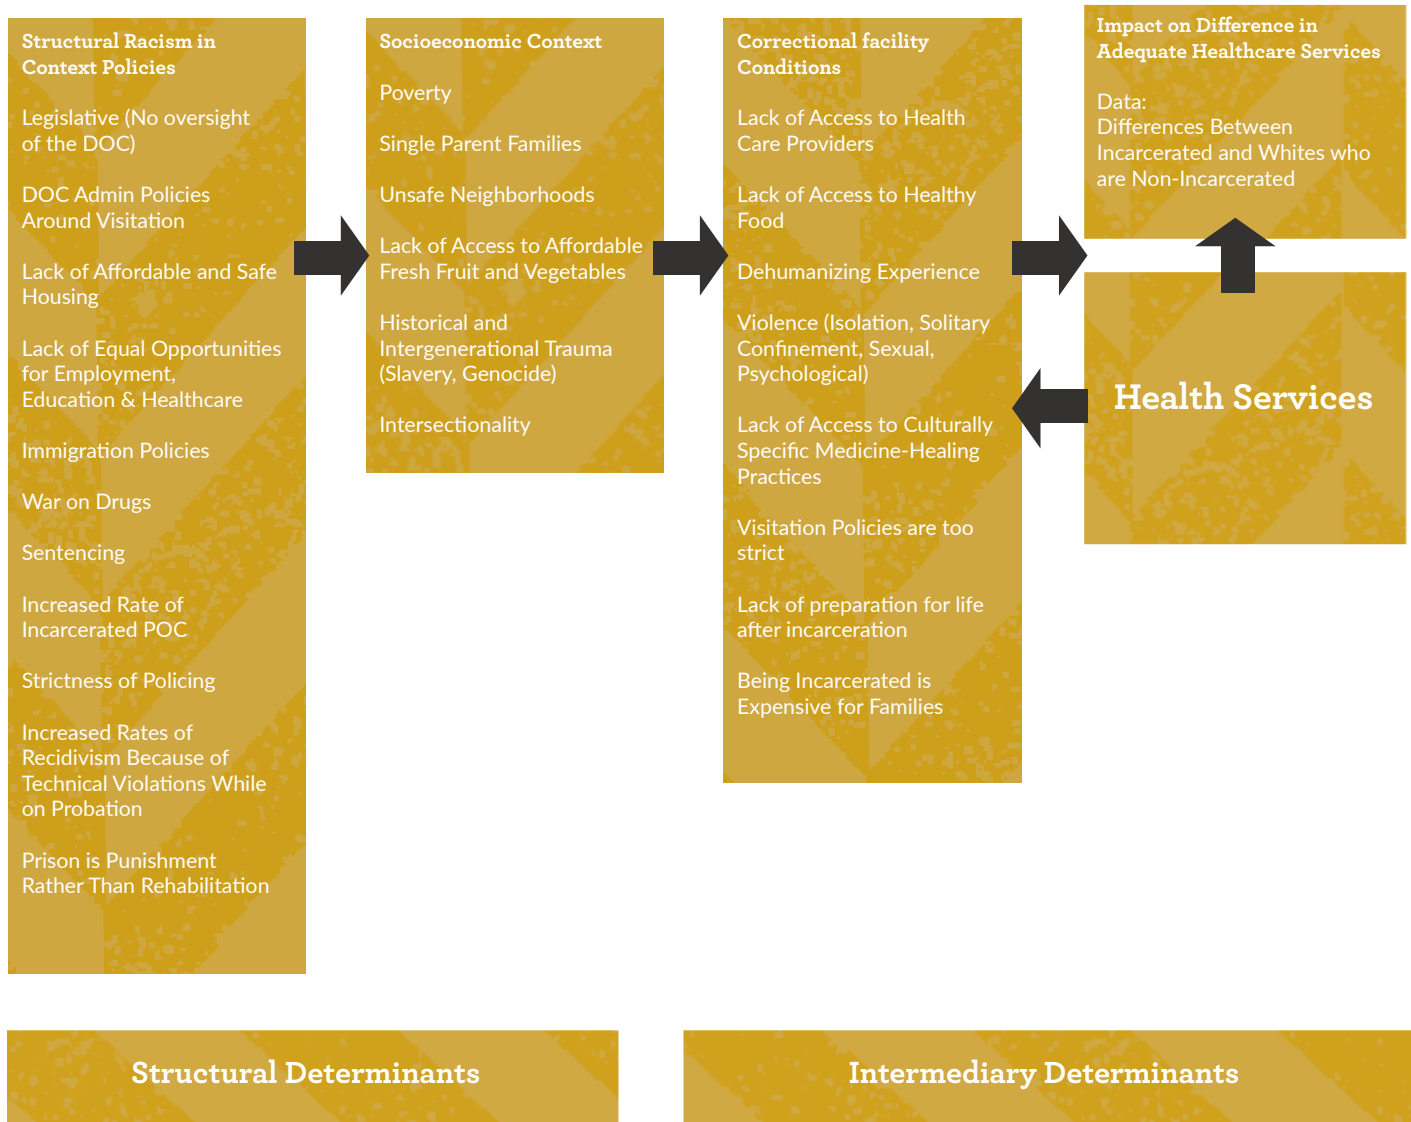 Structural Racism in
Context Policies
Legislative (No oversight
of the DOC)
DOC Admin Policies
Around Visitation
Lack of Affordable and Safe
Housing
Lack of Equal Opportunities
for Employment,
Education & Healthcare
Immigration Policies
War on Drugs
Sentencing
Increased Rate of
Incarcerated POC
Strictness of Policing
Increased Rates of
Recidivism Because of
Technical Violations While
on Probation
Prison is Punishment
Rather Than Rehabilitation
Socioeconomic Context
Poverty
Single Parent Families
Unsafe Neighborhoods
Lack of Access to Affordable
Fresh Fruit and Vegetables
Historical and
Intergenerational Trauma
(Slavery, Genocide)
Intersectionality
Correctional facility
Conditions
Lack of Access to Health
Care Providers
Lack of Access to Healthy
Food
Dehumanizing Experience
Violence (Isolation, Solitary
Confinement, Sexual,
Psychological)
Lack of Access to Culturally
Specific Medicine-Healing
Practices
Visitation Policies are too
strict
Lack of preparation for life
after incarceration
Being Incarcerated is
Expensive for Families
Impact on Difference in
Adequate Healthcare Services
Data:
Differences Between
Incarcerated and Whites who
are Non-Incarcerated
Health Services
Structural Determinants
Intermediary Determinants